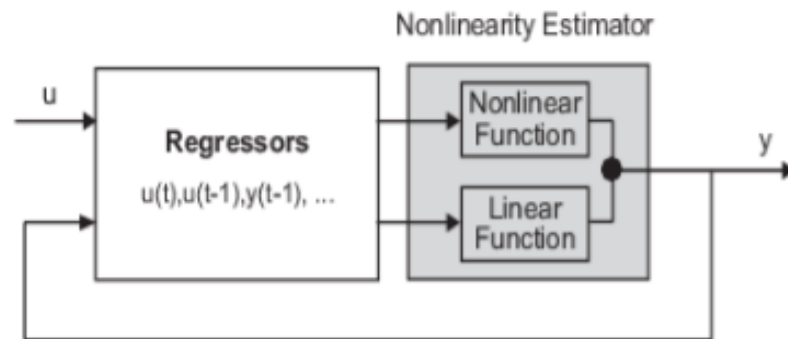 Nonlinearity Estimator
u
Regressors
u(t),u(t-1),y(t-1), ...
Nonlinear
Function
Linear
Function
y